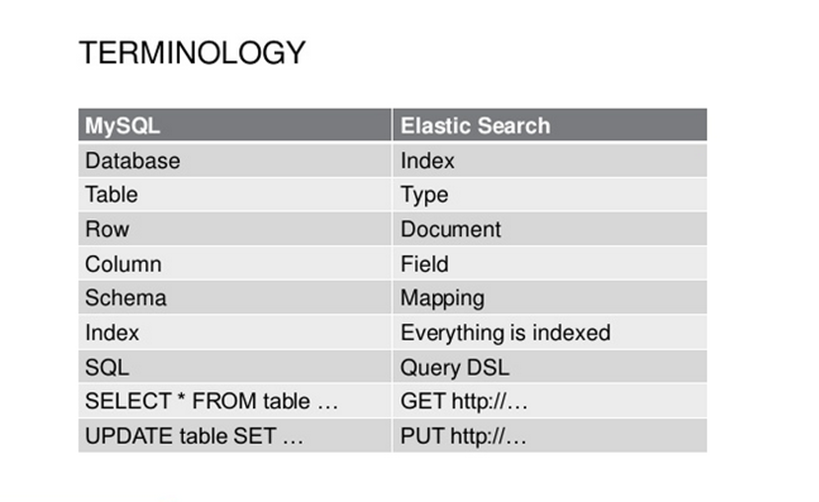 TERMINOLOGY
MySQL Elastic Search
Database Index
Table Type
Row Document
Column Field
Schema Mapping
Index Everything is indexed
SQL Query DSL
SELECT * FROM table … GET http://…
UPDATE table SET … PUT http://…